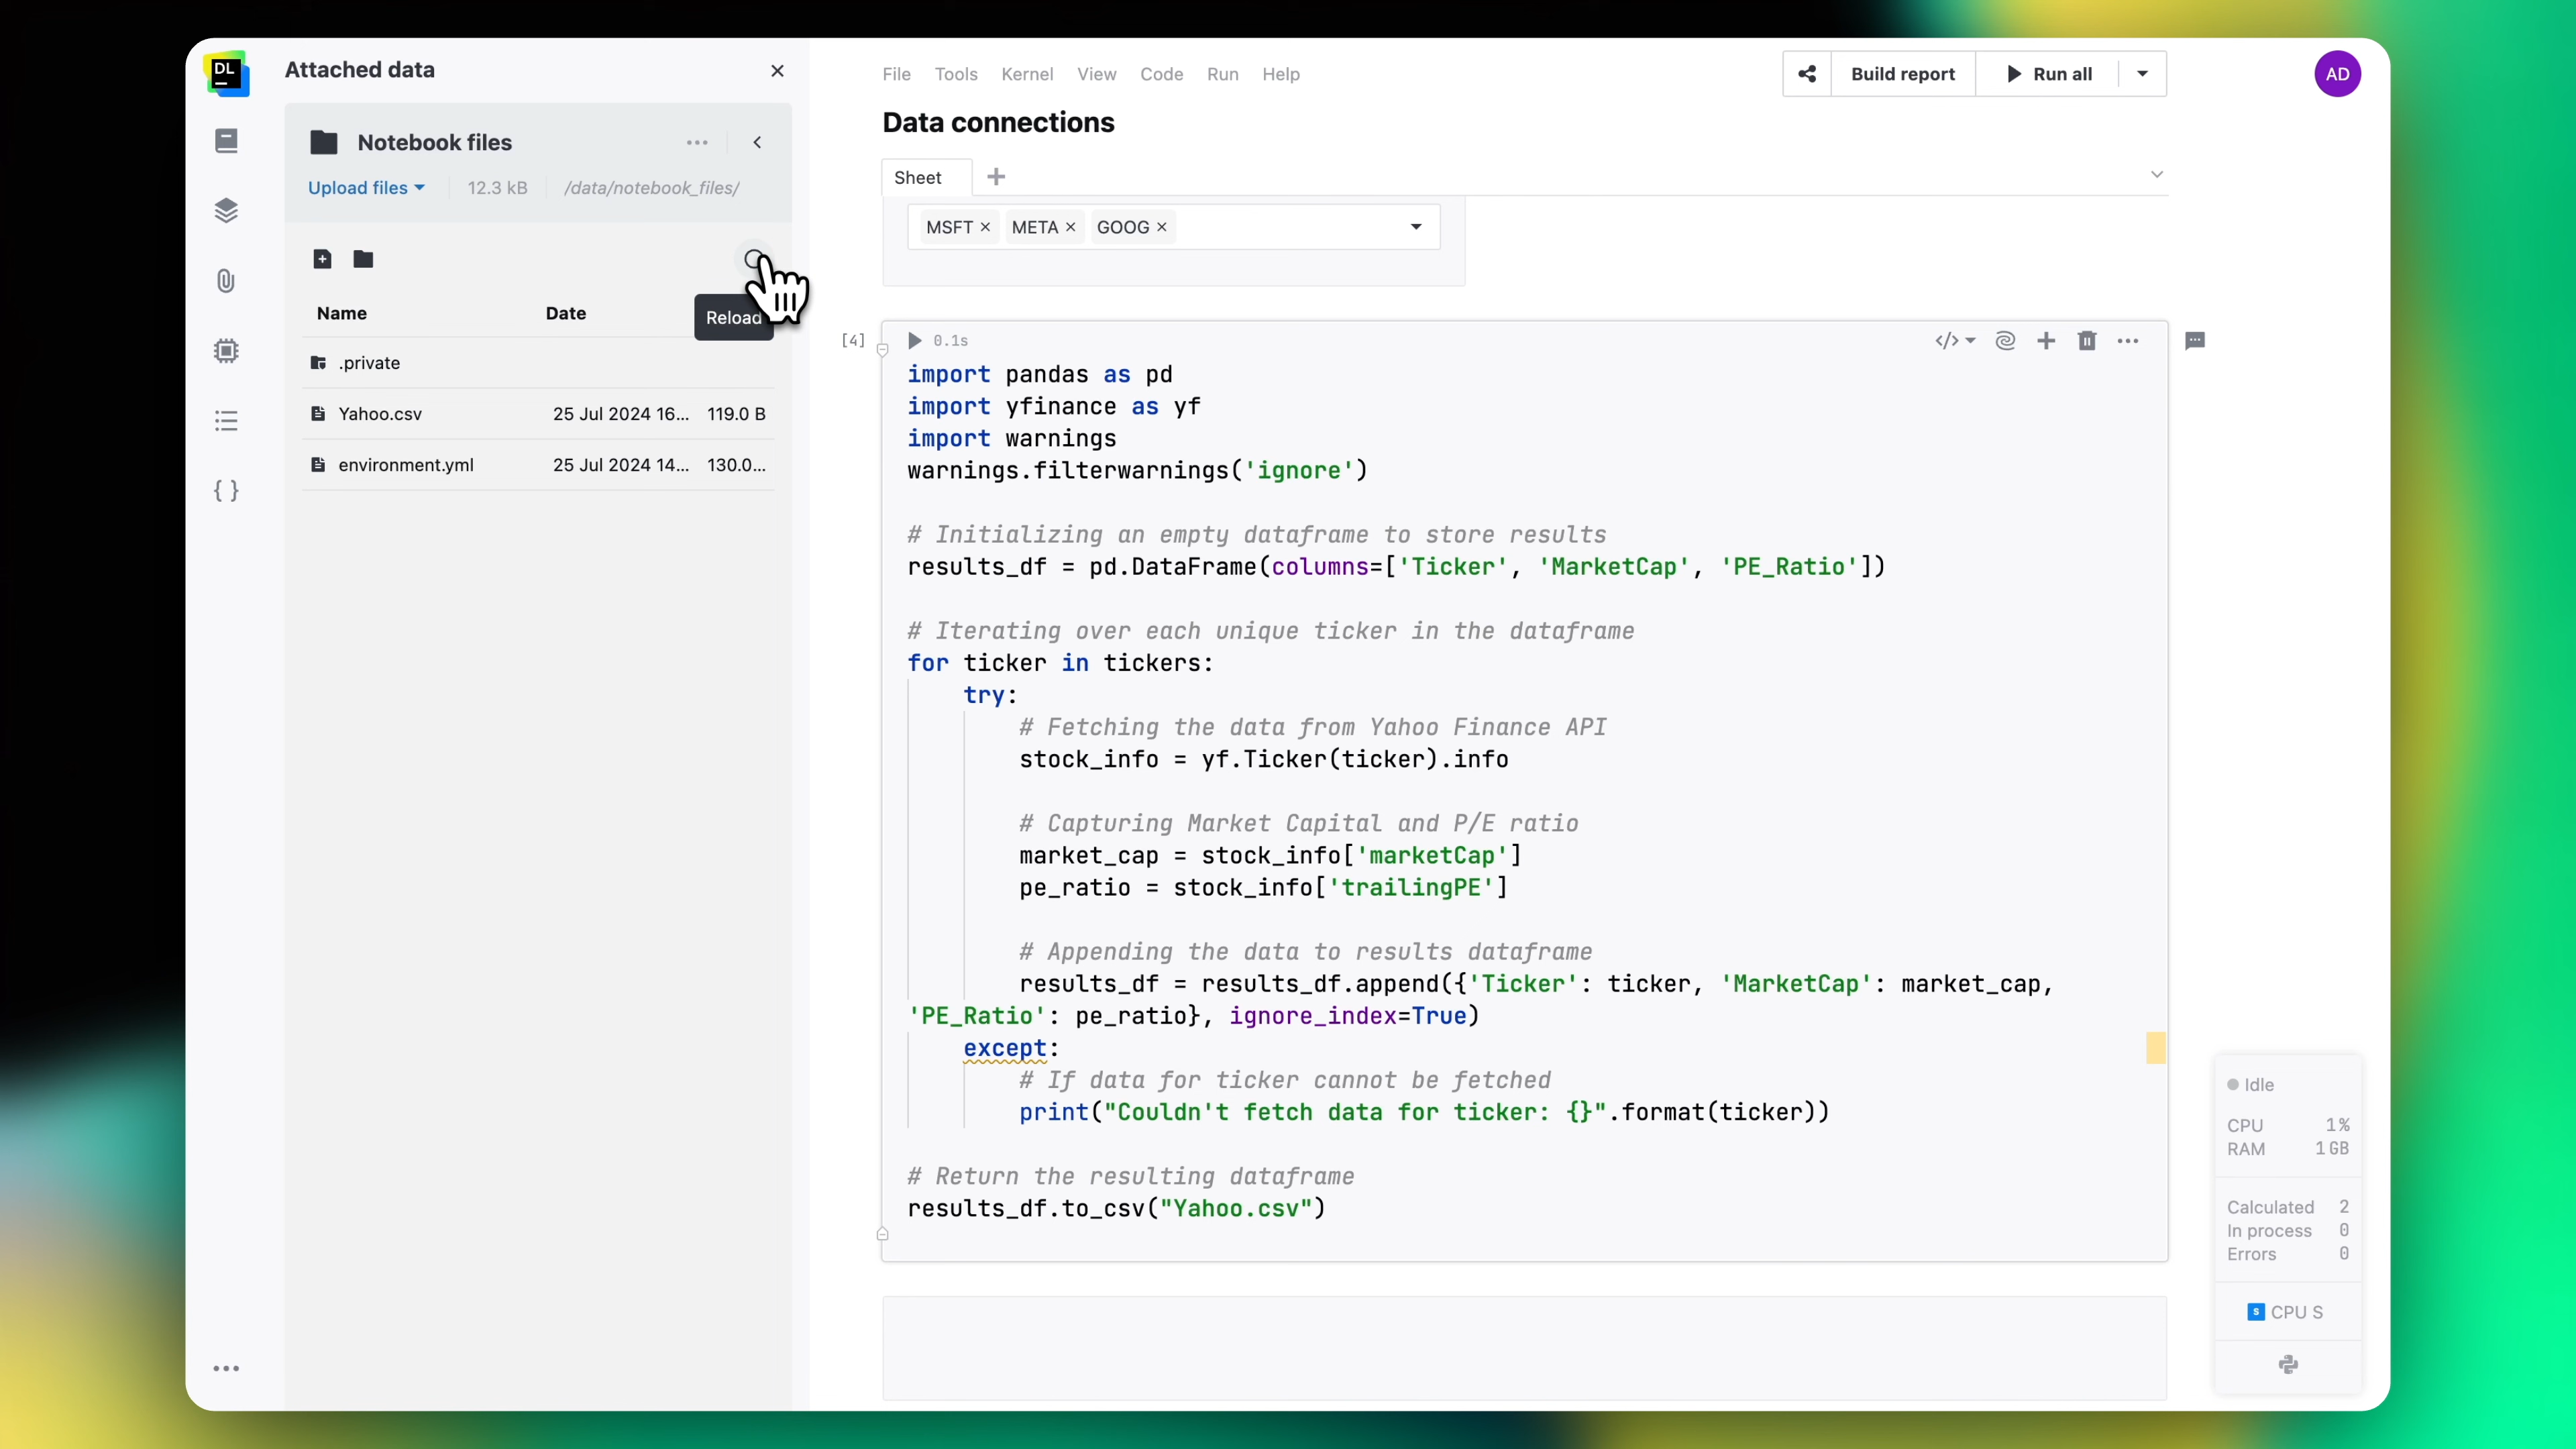 DL
Attached data
Notebook files
Upload files
12.3 kB
/data/notebook_files/
Name
Date
Reload
.private
Yahoo.csv 25 Jul 2024 16... 119.0 B
environment.yml 25 Jul 2024 14... 130.0...
File Tools Kernel View Code Run Help
Build report
Run all
AD
Data connections
Sheet
MSFT META GOOG
[4]
0.1s
import pandas as pd
import yfinance as yf
import warnings
warnings.filterwarnings('ignore')
# Initializing an empty dataframe to store results
results_df = pd.DataFrame(columns=['Ticker', 'MarketCap', 'PE_Ratio'])
# Iterating over each unique ticker in the dataframe
for ticker in tickers:
try:
# Fetching the data from Yahoo Finance API
stock_info = yf.Ticker(ticker).info
# Capturing Market Capital and P/E ratio
market_cap = stock_info['marketCap']
pe_ratio = stock_info['trailingPE']
# Appending the data to results dataframe
results_df = results_df.append({'Ticker': ticker, 'MarketCap': market_cap,
'PE_Ratio': pe_ratio}, ignore_index=True)
except:
# If data for ticker cannot be fetched
print("Couldn't fetch data for ticker: {}".format(ticker))
# Return the resulting dataframe
results_df.to_csv("Yahoo.csv")
Idle
CPU 1%
RAM 1 GB
Calculated 2
In process 0
Errors 0
S CPU S